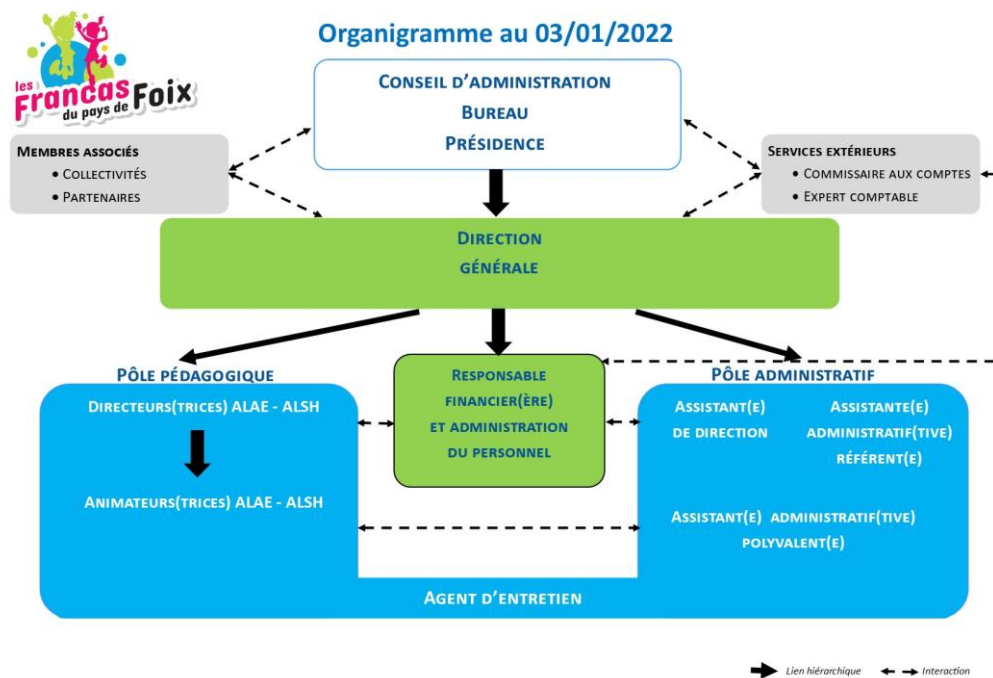 les
Francas
du pays de Foix
Organigramme au 03/01/2022
CONSEIL D'ADMINISTRATION
BUREAU
PRÉSIDENCE
MEMBRES ASSOCIÉS
• COLLECTIVITÉS
• PARTENAIRES
SERVICES EXTÉRIEURS
• COMMISSAIRE AUX COMPTES
• EXPERT COMPTABLE
DIRECTION
GÉNÉRALE
PÔLE PÉDAGOGIQUE
DIRECTEURS(TRICES) ALAE - ALSH
ANIMATEURS(TRICES) ALAE - ALSH
RESPONSABLE
FINANCIER(ÈRE)
ET ADMINISTRATION
DU PERSONNEL
PÔLE ADMINISTRATIF
ASSISTANT(E)
DE DIRECTION
ASSISTANTE(E)
ADMINISTRATIF(TIVE)
RÉFÉRENT(E)
ASSISTANT(E) ADMINISTRATIF(TIVE)
POLYVALENT(E)
AGENT D'ENTRETIEN
Lien hiérarchique
Interaction